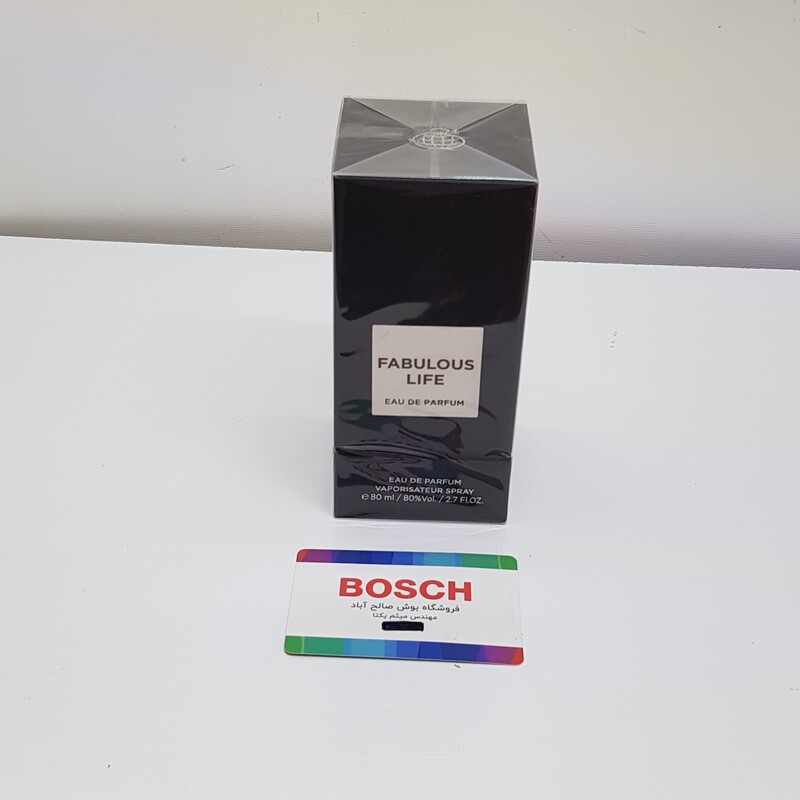 FABULOUS
LIFE
EAU DE PARFUM
EAU DE PARFUM
VAPORISATEUR SPRAY
℮ 80 ml / 80%Vol. / 2.7 Fl.OZ.
BOSCH
فروشگاه بوش صالح آباد
مهندس میثم یکتا